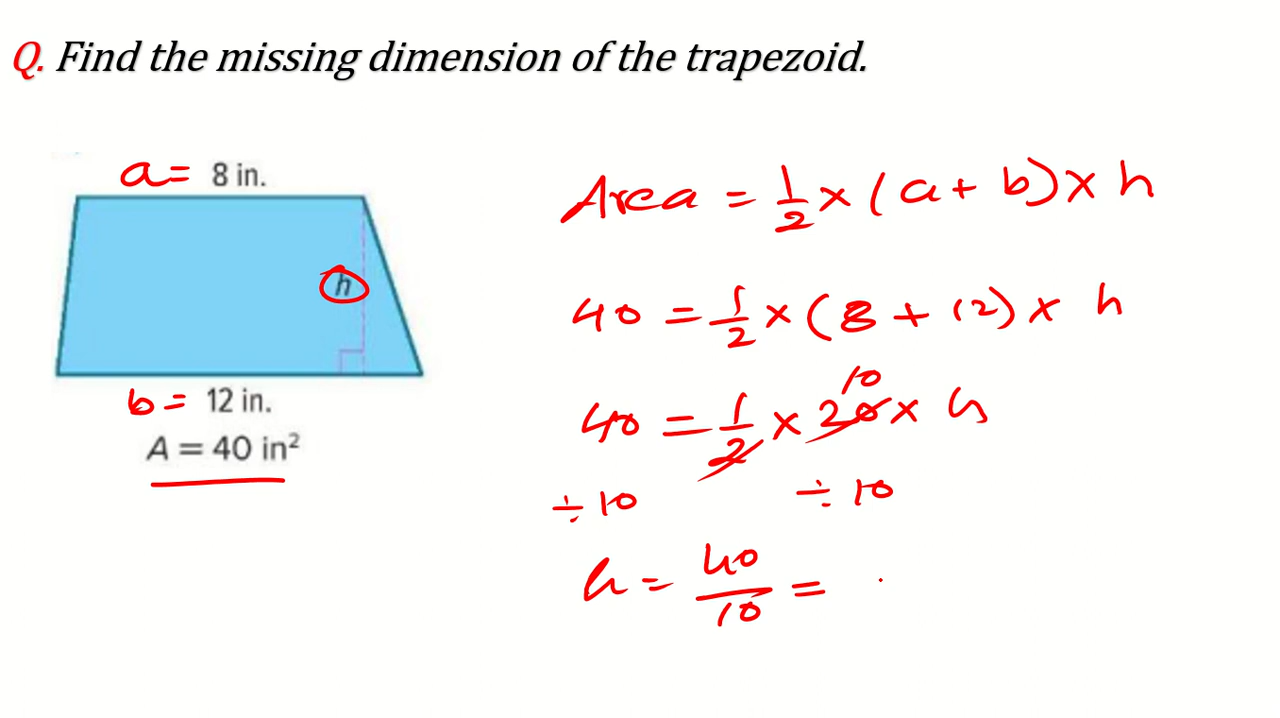 Q. Find the missing dimension of the trapezoid.
a = 8 in.
h
b = 12 in.
A = 40 in²
Area = 1/2 × (a + b) × h
40 = 1/2 × (8 + 12) × h
10
40 = 1/2 × 20 × h
÷ 10 ÷ 10
h = 40/10 =